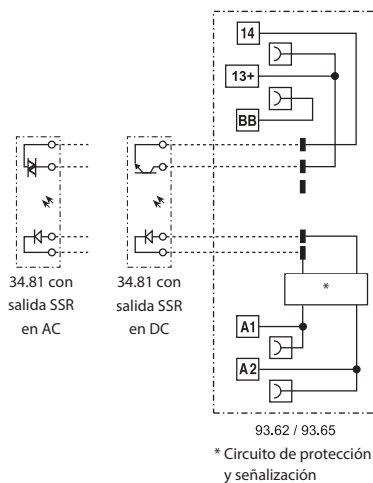 14
13+
BB
34.81 con
salida SSR
en AC
34.81 con
salida SSR
en DC
*
A1
A2
93.62 / 93.65
* Circuito de protección
y señalización